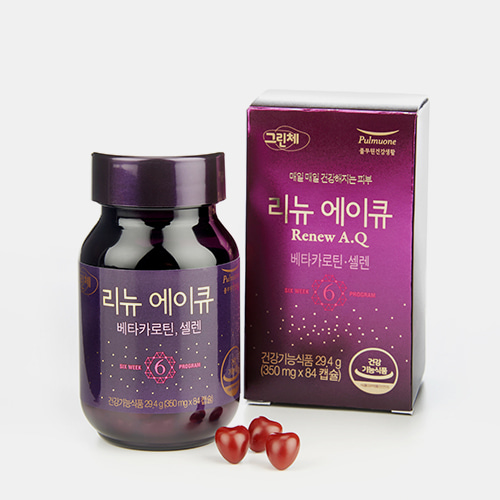 그린체
Pulmuone
풀무원건강생활
매일 매일 건강해지는 피부
리뉴 에이큐
Renew A.Q
베타카로틴·셀렌
SIX WEEK 6 PROGRAM
건강기능식품 29.4 g
(350 mg x 84 캡슐)
건강
기능식품
그린체
Pulmuone
리뉴 에이큐
베타카로틴, 셀렌
SIX WEEK 6 PROGRAM
건강기능식품 29.4 g (350 mg x 84 캡슐)